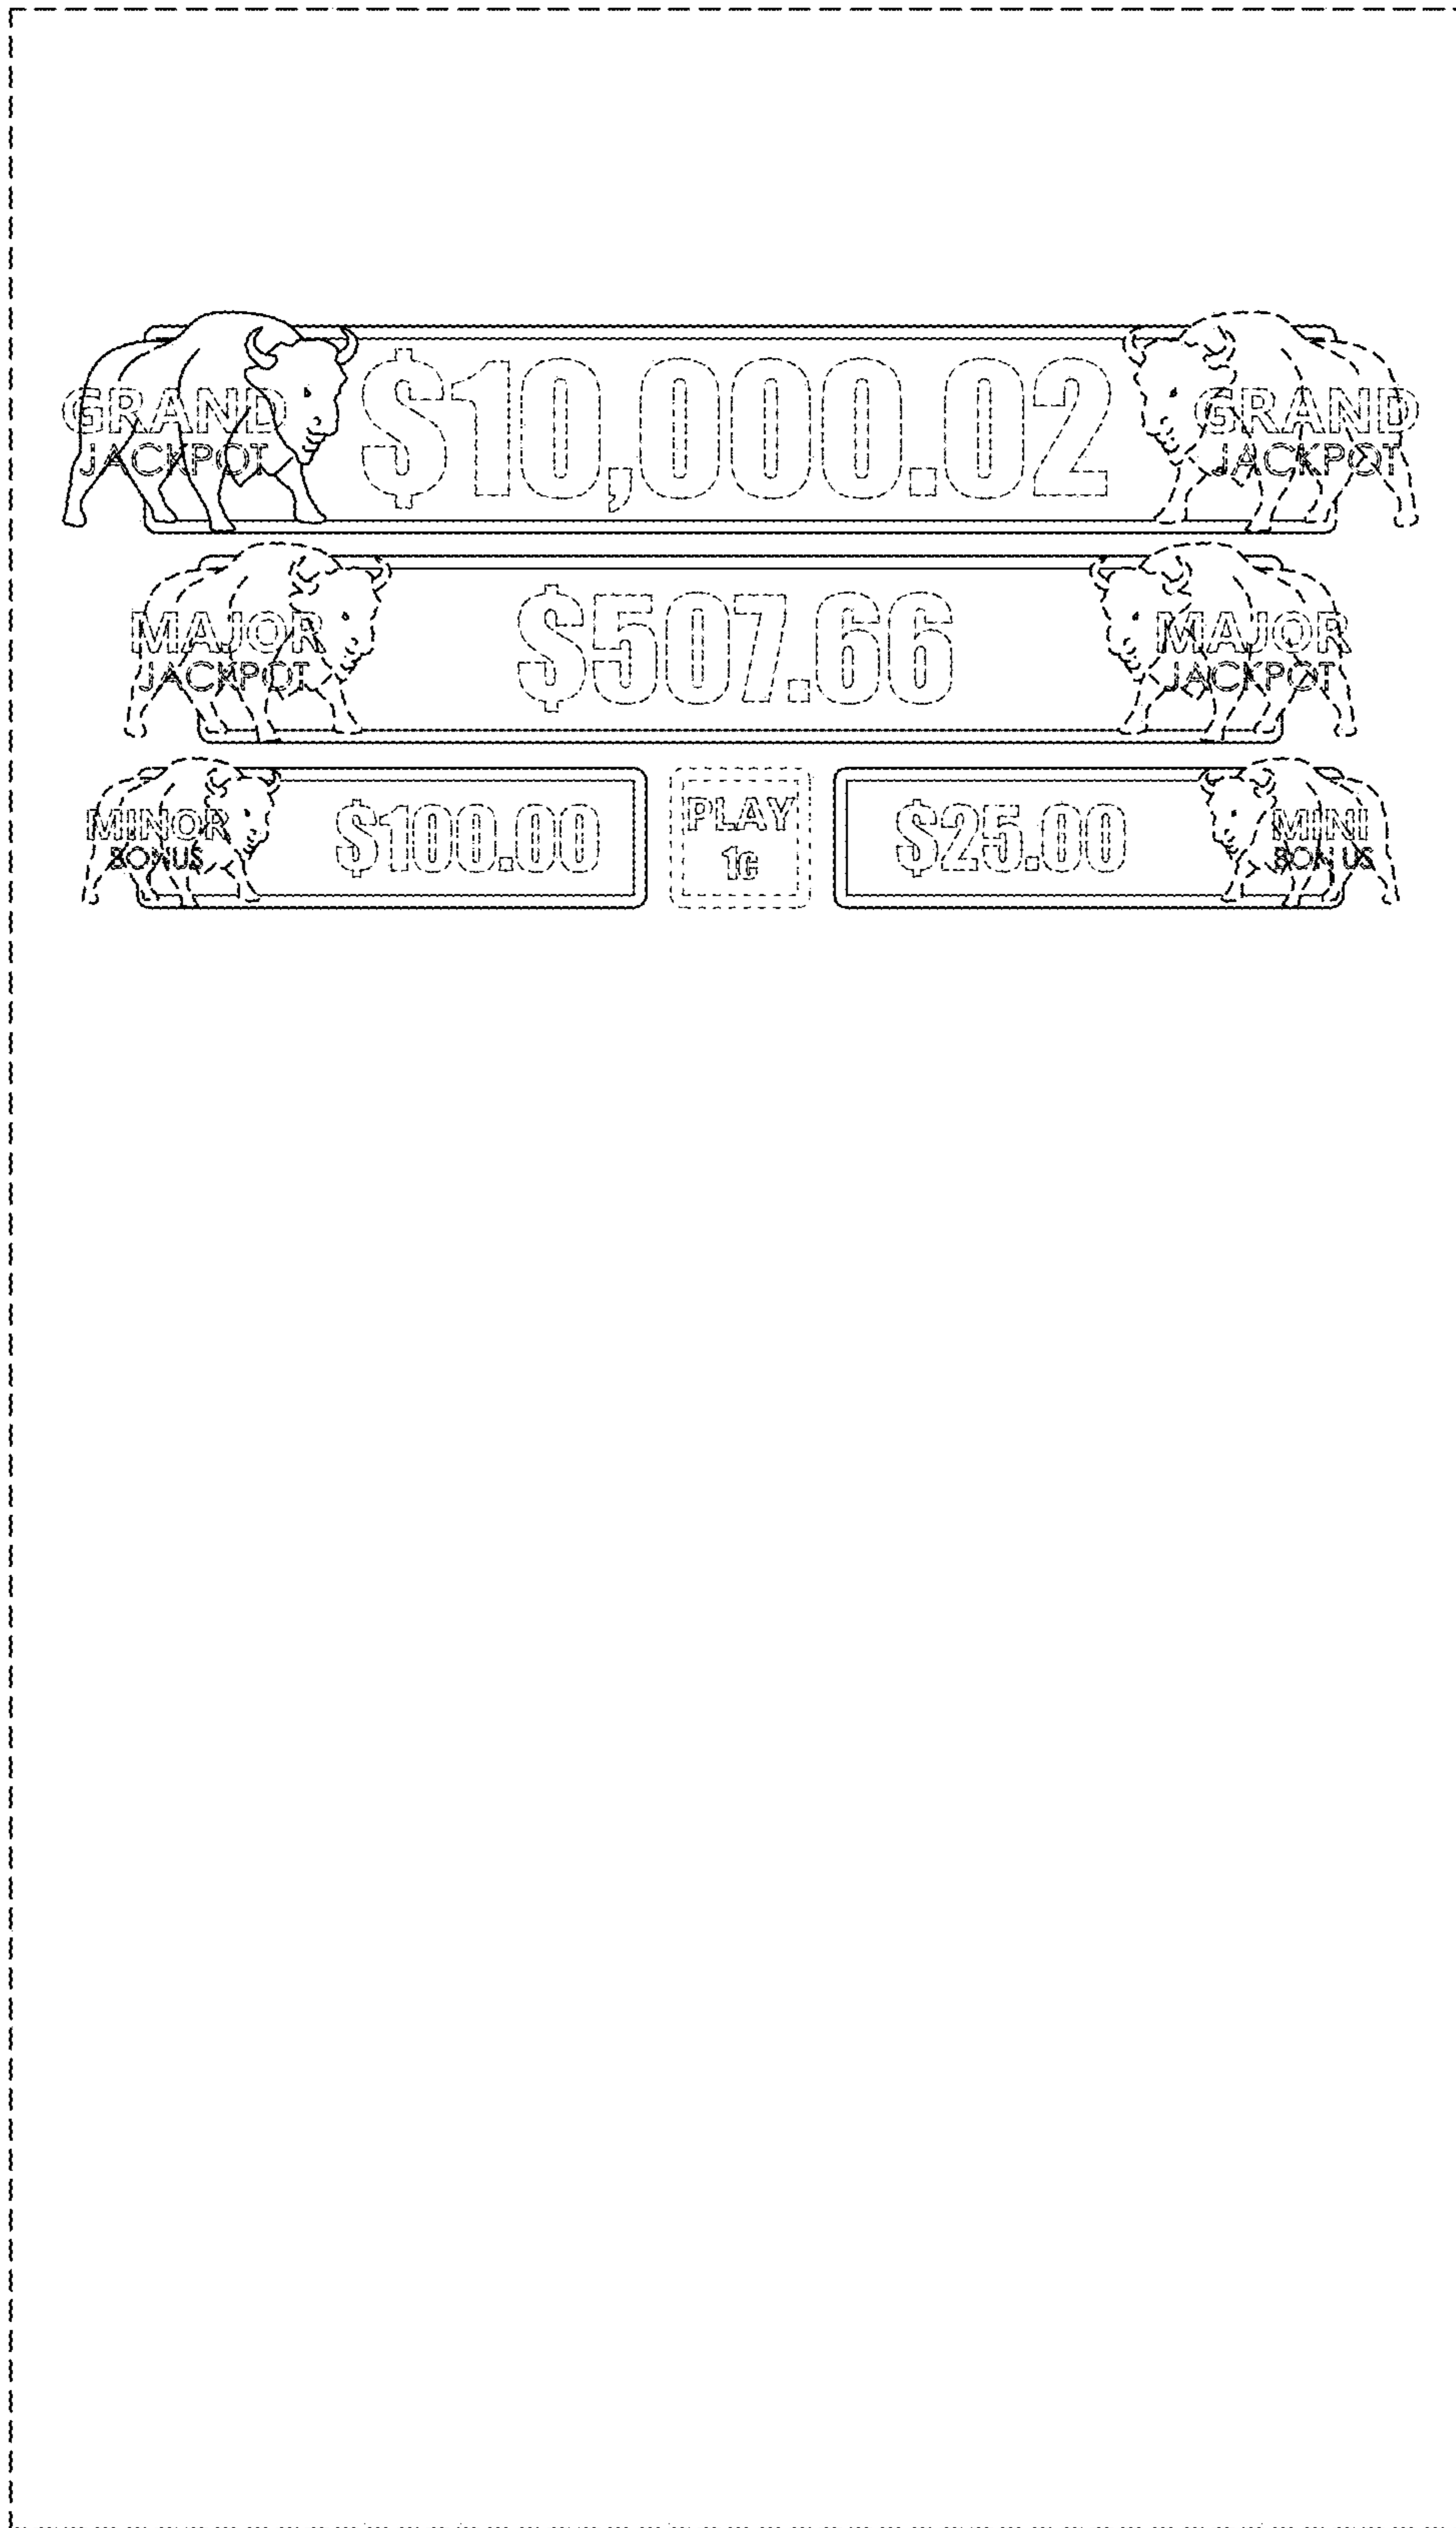 GRAND JACKPOT $10,000.02 GRAND JACKPOT
MAJOR JACKPOT $507.66 MAJOR JACKPOT
MINOR BONUS $100.00 PLAY 1¢ $25.00 MINI BONUS